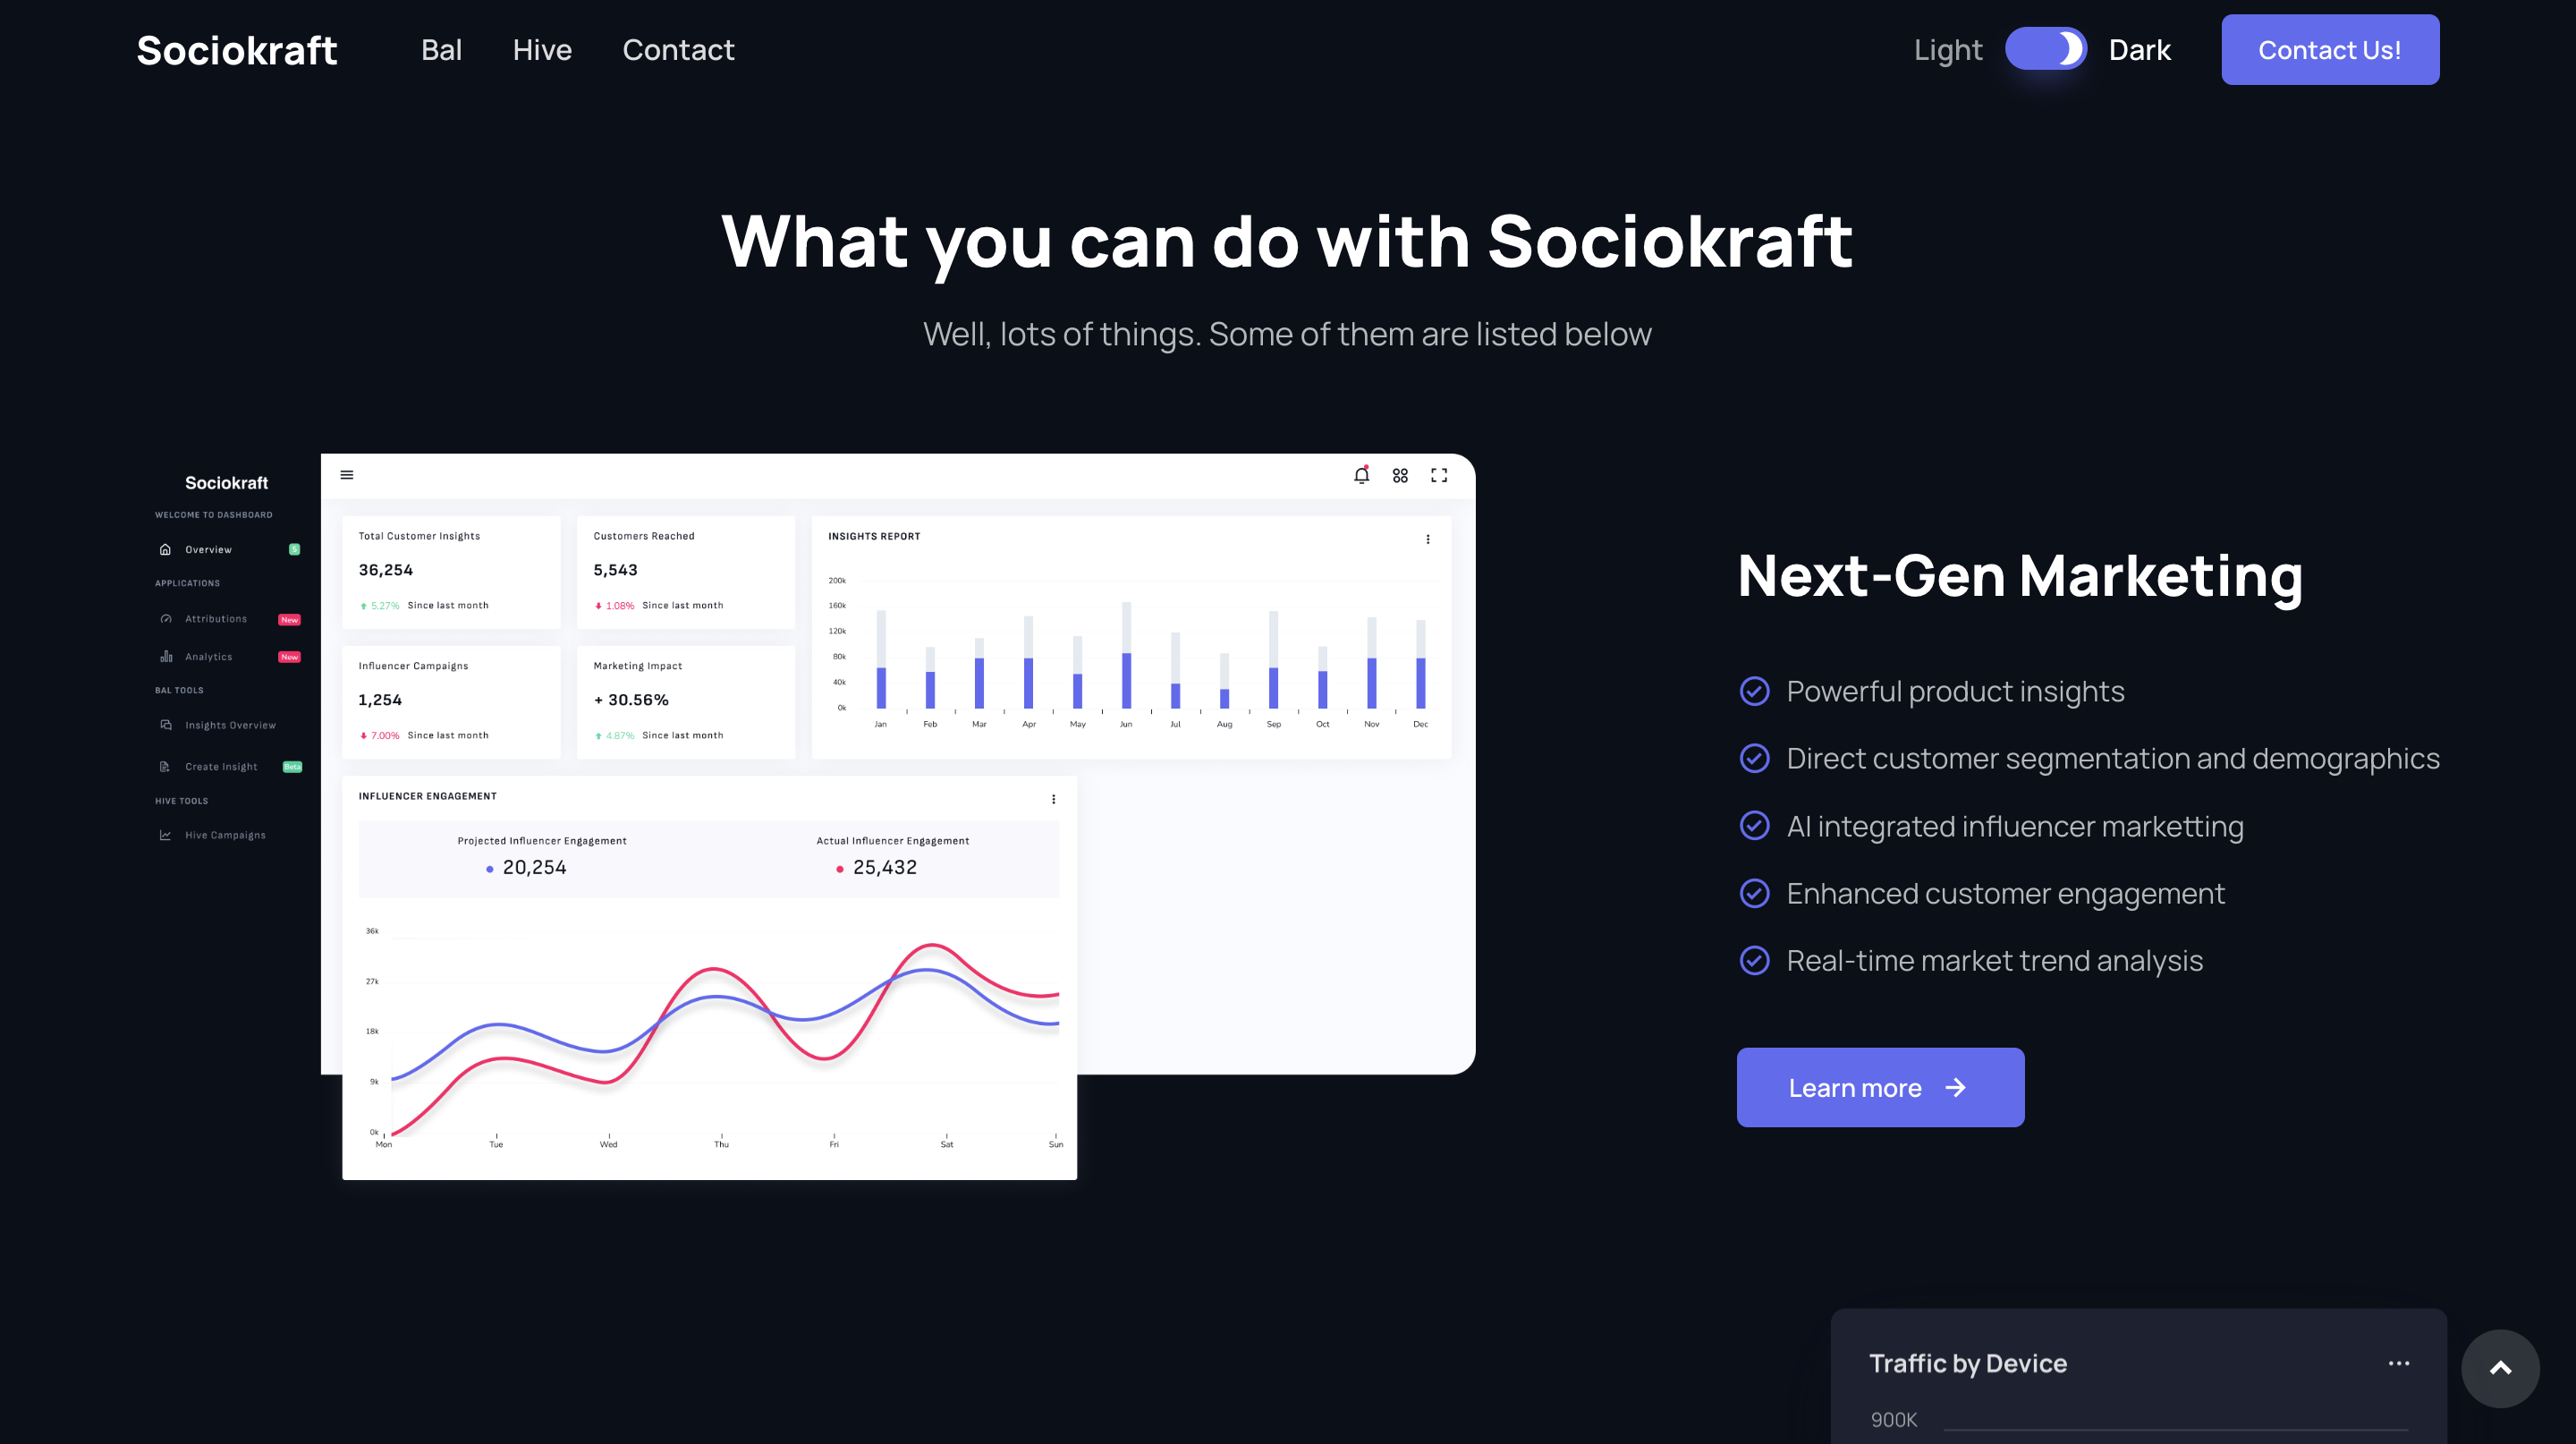 Sociokraft Bal Hive Contact Light Dark Contact Us!
What you can do with Sociokraft
Well, lots of things. Some of them are listed below
Sociokraft
WELCOME TO DASHBOARD
Overview 5
APPLICATIONS
Attributions New
Analytics New
BAL TOOLS
Insights Overview
Create Insight Beta
HIVE TOOLS
Hive Campaigns
Total Customer Insights
36,254
5.27% Since last month
Customers Reached
5,543
1.08% Since last month
Influencer Campaigns
1,254
7.00% Since last month
Marketing Impact
+ 30.56%
4.87% Since last month
INSIGHTS REPORT
200k
160k
120k
80k
40k
0k
Jan Feb Mar Apr May Jun Jul Aug Sep Oct Nov Dec
INFLUENCER ENGAGEMENT
Projected Influencer Engagement
20,254
Actual Influencer Engagement
25,432
36k
27k
18k
9k
0k
Mon Tue Wed Thu Fri Sat Sun
Next-Gen Marketing
Powerful product insights
Direct customer segmentation and demographics
AI integrated influencer marketting
Enhanced customer engagement
Real-time market trend analysis
Learn more
Traffic by Device
900K